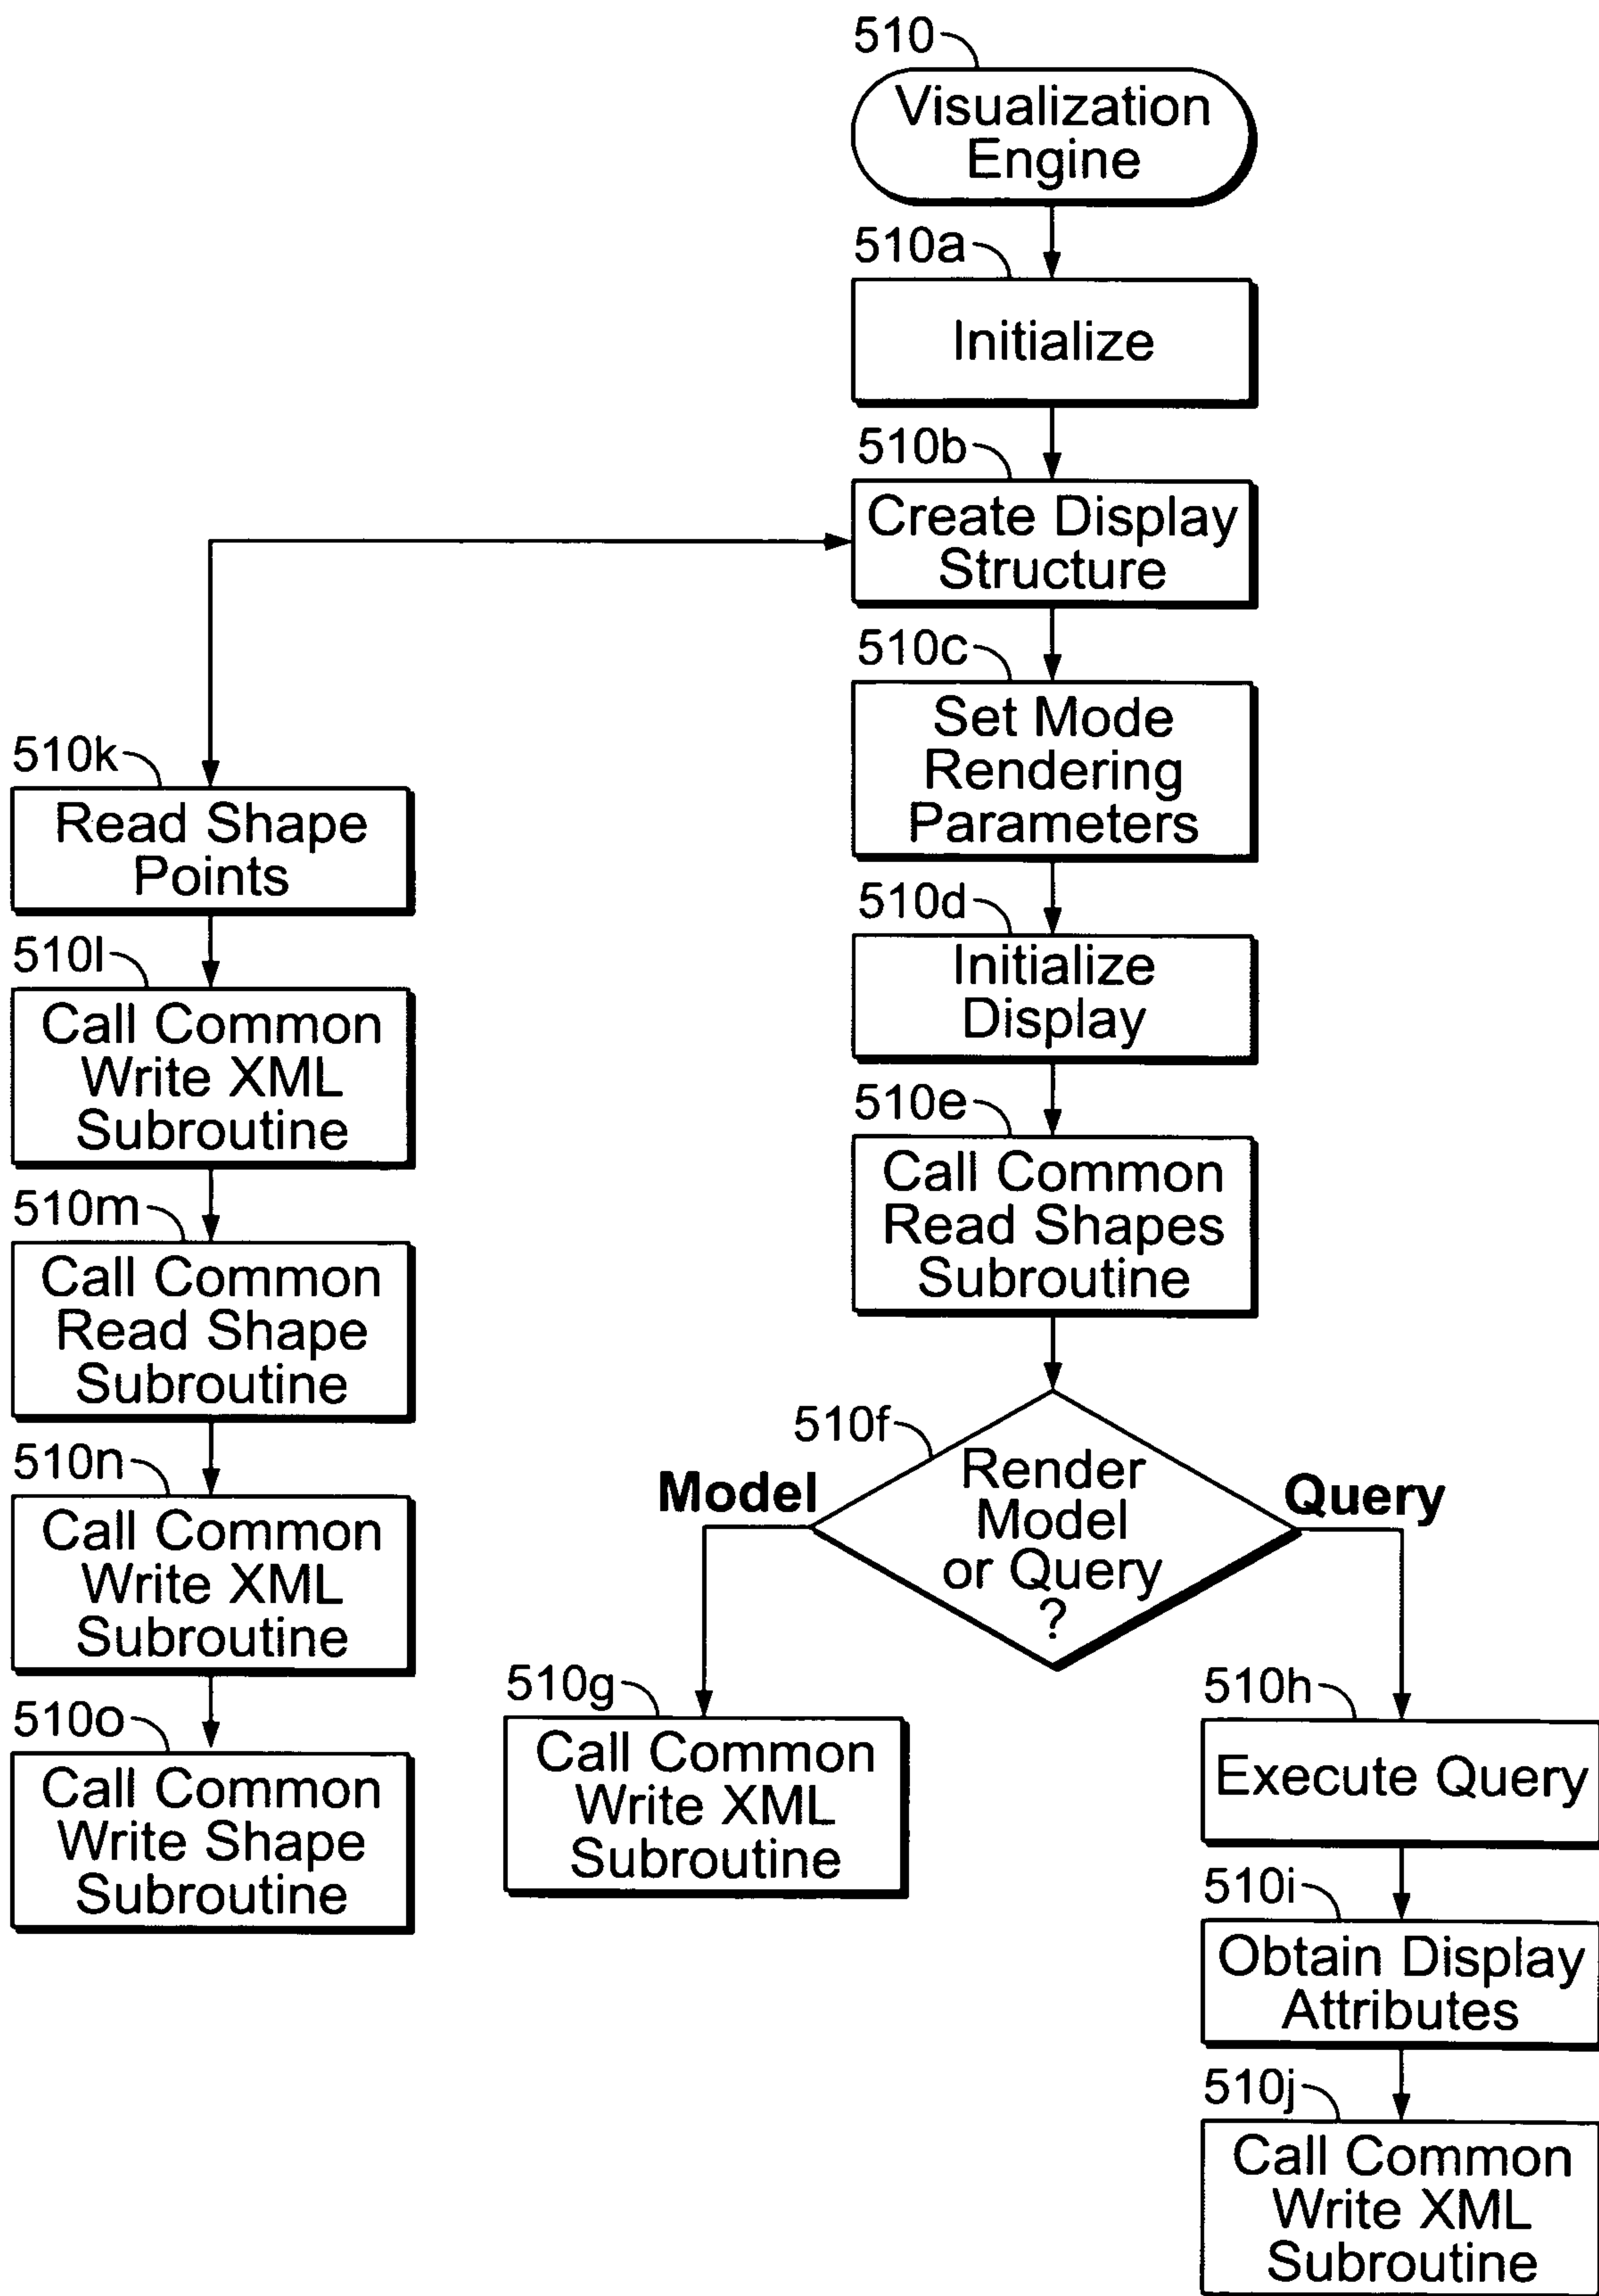 510
Visualization
Engine
510a
Initialize
510b
Create Display
Structure
510c
Set Mode
Rendering
Parameters
510d
Initialize
Display
510e
Call Common
Read Shapes
Subroutine
510f
Render
Model
or Query
?
Model
Query
510g
Call Common
Write XML
Subroutine
510h
Execute Query
510i
Obtain Display
Attributes
510j
Call Common
Write XML
Subroutine
510k
Read Shape
Points
510l
Call Common
Write XML
Subroutine
510m
Call Common
Read Shape
Subroutine
510n
Call Common
Write XML
Subroutine
510o
Call Common
Write Shape
Subroutine